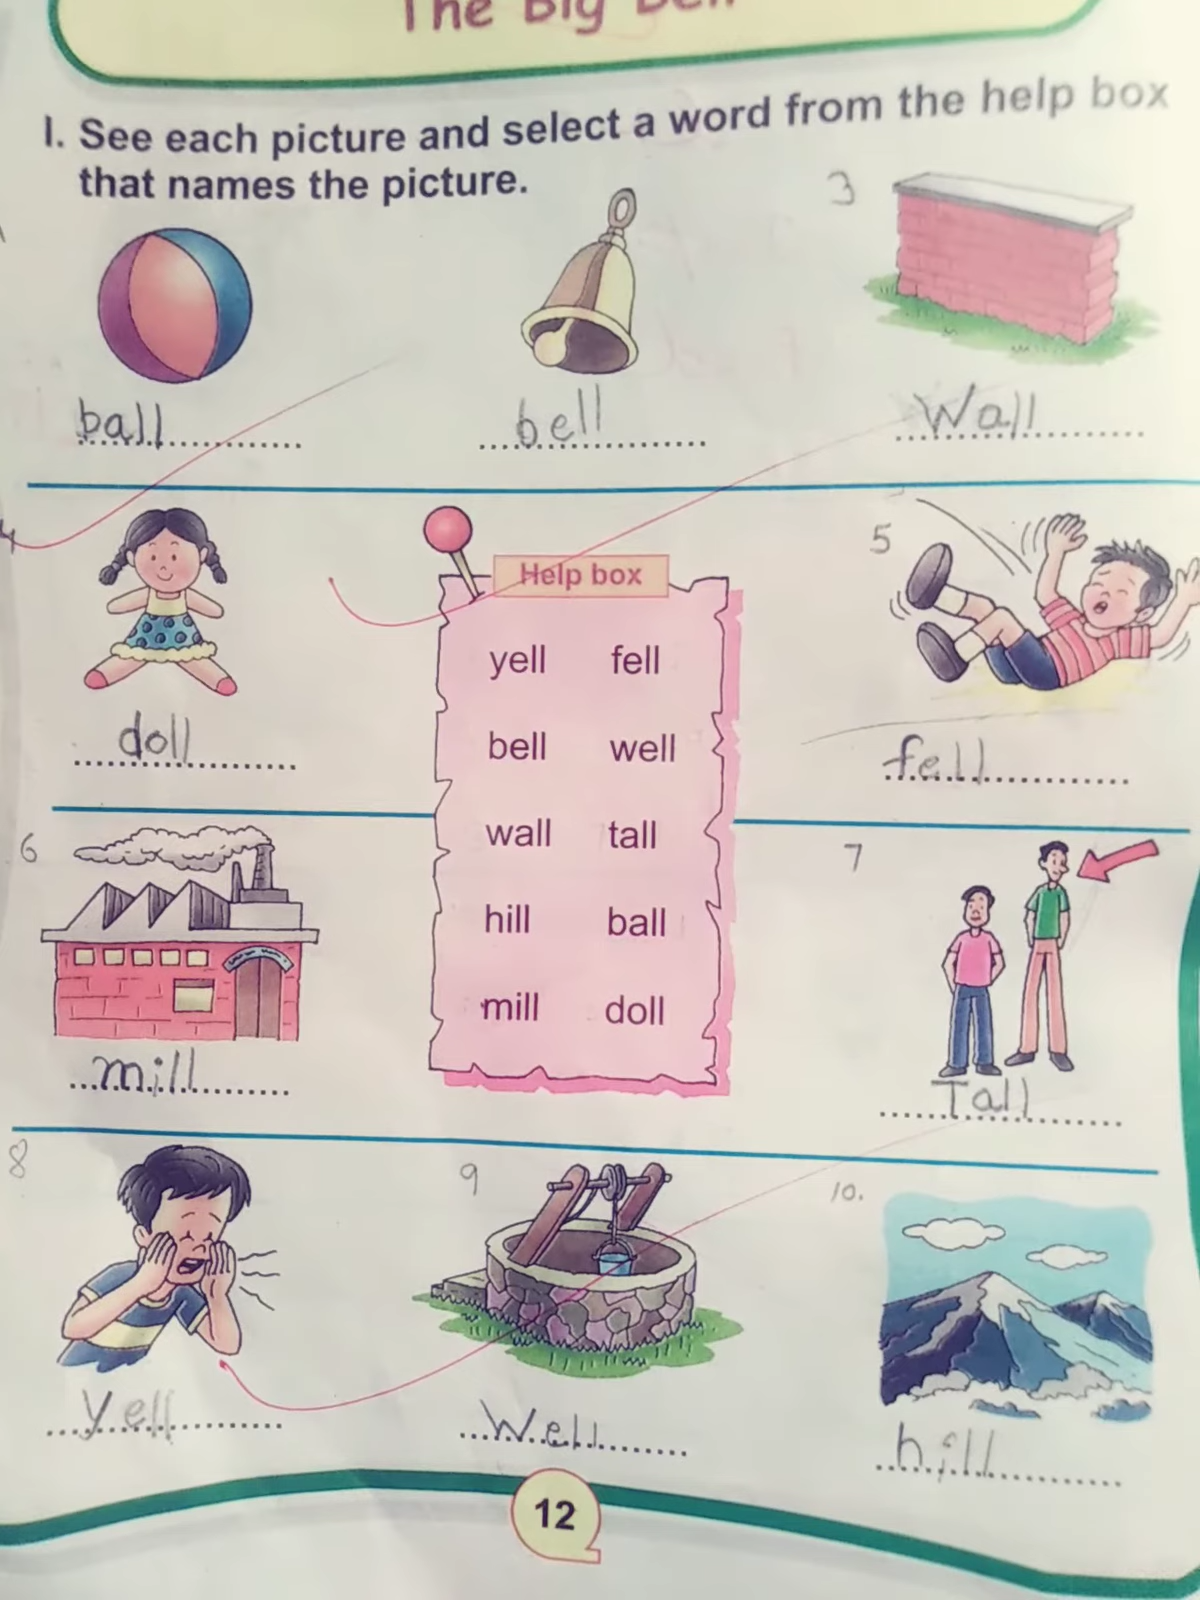 The Big Bell
I. See each picture and select a word from the help box
that names the picture.
3
ball
bell
Wall
4
5
Help box
yell fell
bell well
wall tall
hill ball
mill doll
doll
fell
6
7
mill
Tall
8
9
10.
yell
Well
hill
12